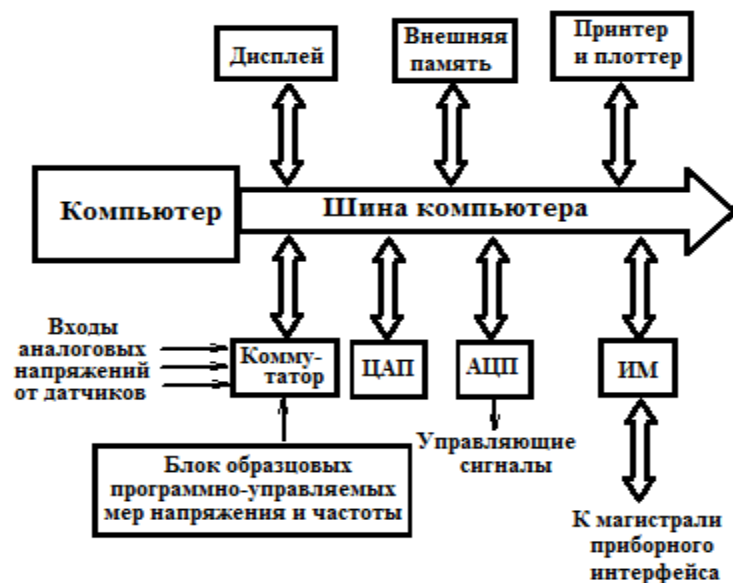 Дисплей
Внешняя
память
Принтер
и плоттер
Компьютер
Шина компьютера
Входы
аналоговых
напряжений
от датчиков
Комму-
татор
ЦАП
АЦП
ИМ
Управляющие
сигналы
Блок образцовых
программно-управляемых
мер напряжения и частоты
К магистрали
приборного
интерфейса